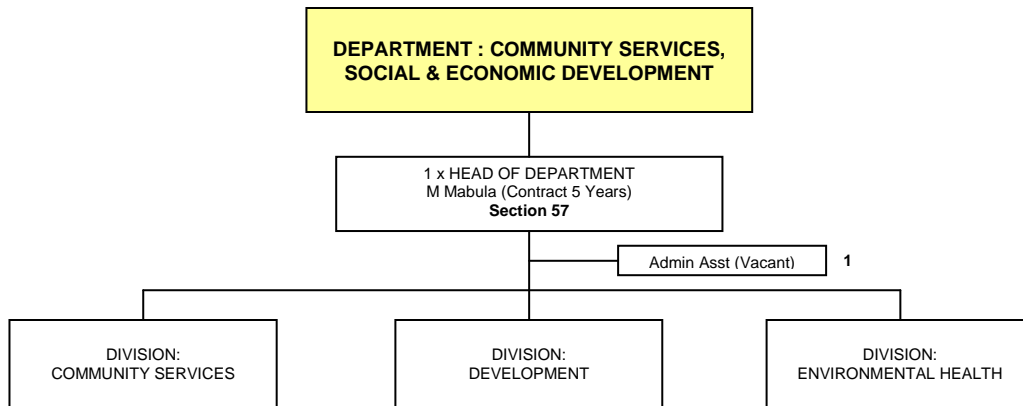 DEPARTMENT : COMMUNITY SERVICES,
SOCIAL & ECONOMIC DEVELOPMENT
1 x HEAD OF DEPARTMENT
M Mabula (Contract 5 Years)
Section 57
Admin Asst (Vacant) 1
DIVISION:
COMMUNITY SERVICES
DIVISION:
DEVELOPMENT
DIVISION:
ENVIRONMENTAL HEALTH